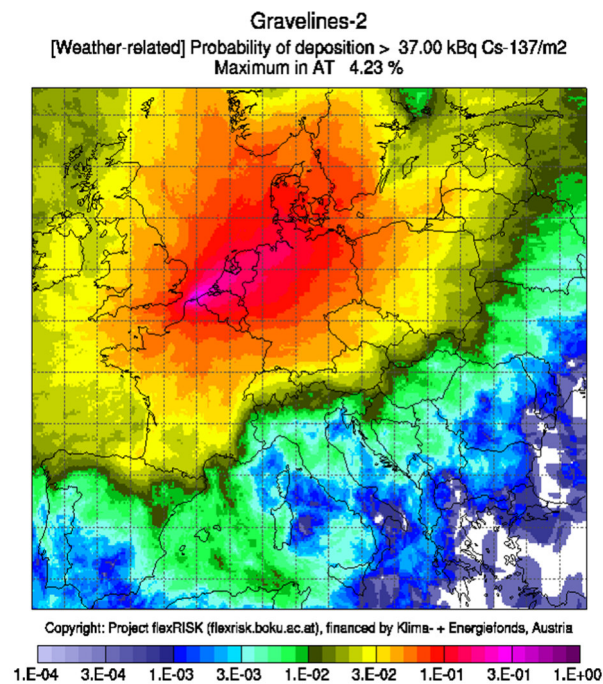 Gravelines-2
[Weather-related] Probability of deposition > 37.00 kBq Cs-137/m2
Maximum in AT 4.23 %
Copyright: Project flexRISK (flexrisk.boku.ac.at), financed by Klima- + Energiefonds, Austria
1.E-04 3.E-04 1.E-03 3.E-03 1.E-02 3.E-02 1.E-01 3.E-01 1.E+00